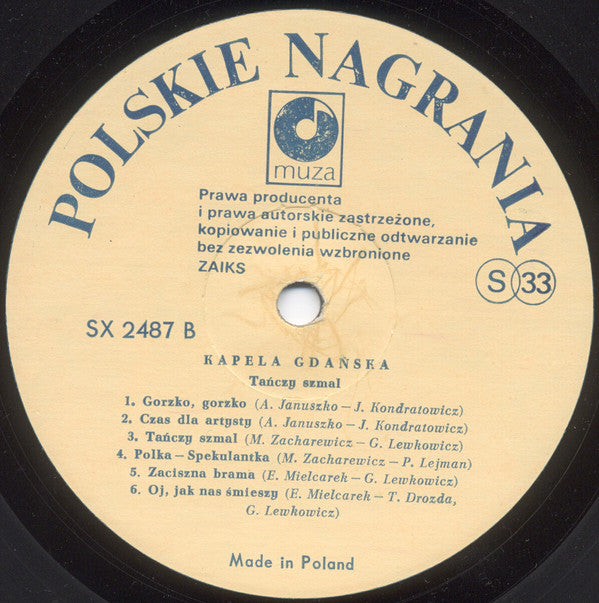 POLSKIE NAGRANIA
muza
Prawa producenta
i prawa autorskie zastrzeżone,
kopiowanie i publiczne odtwarzanie
bez zezwolenia wzbronione
ZAIKS
S 33
SX 2487 B
KAPELA GDAŃSKA
Tańczy szmal
1. Gorzko, gorzko (A. Januszko – J. Kondratowicz)
2. Czas dla artysty (A. Januszko – J. Kondratowicz)
3. Tańczy szmal (M. Zacharewicz – G. Lewkowicz)
4. Polka – Spekulantka (M. Zacharewicz – P. Lejman)
5. Zaciszna brama (E. Mielcarek – G. Lewkowicz)
6. Oj, jak nas śmieszy (E. Mielcarek – T. Drozda,
G. Lewkowicz)
Made in Poland